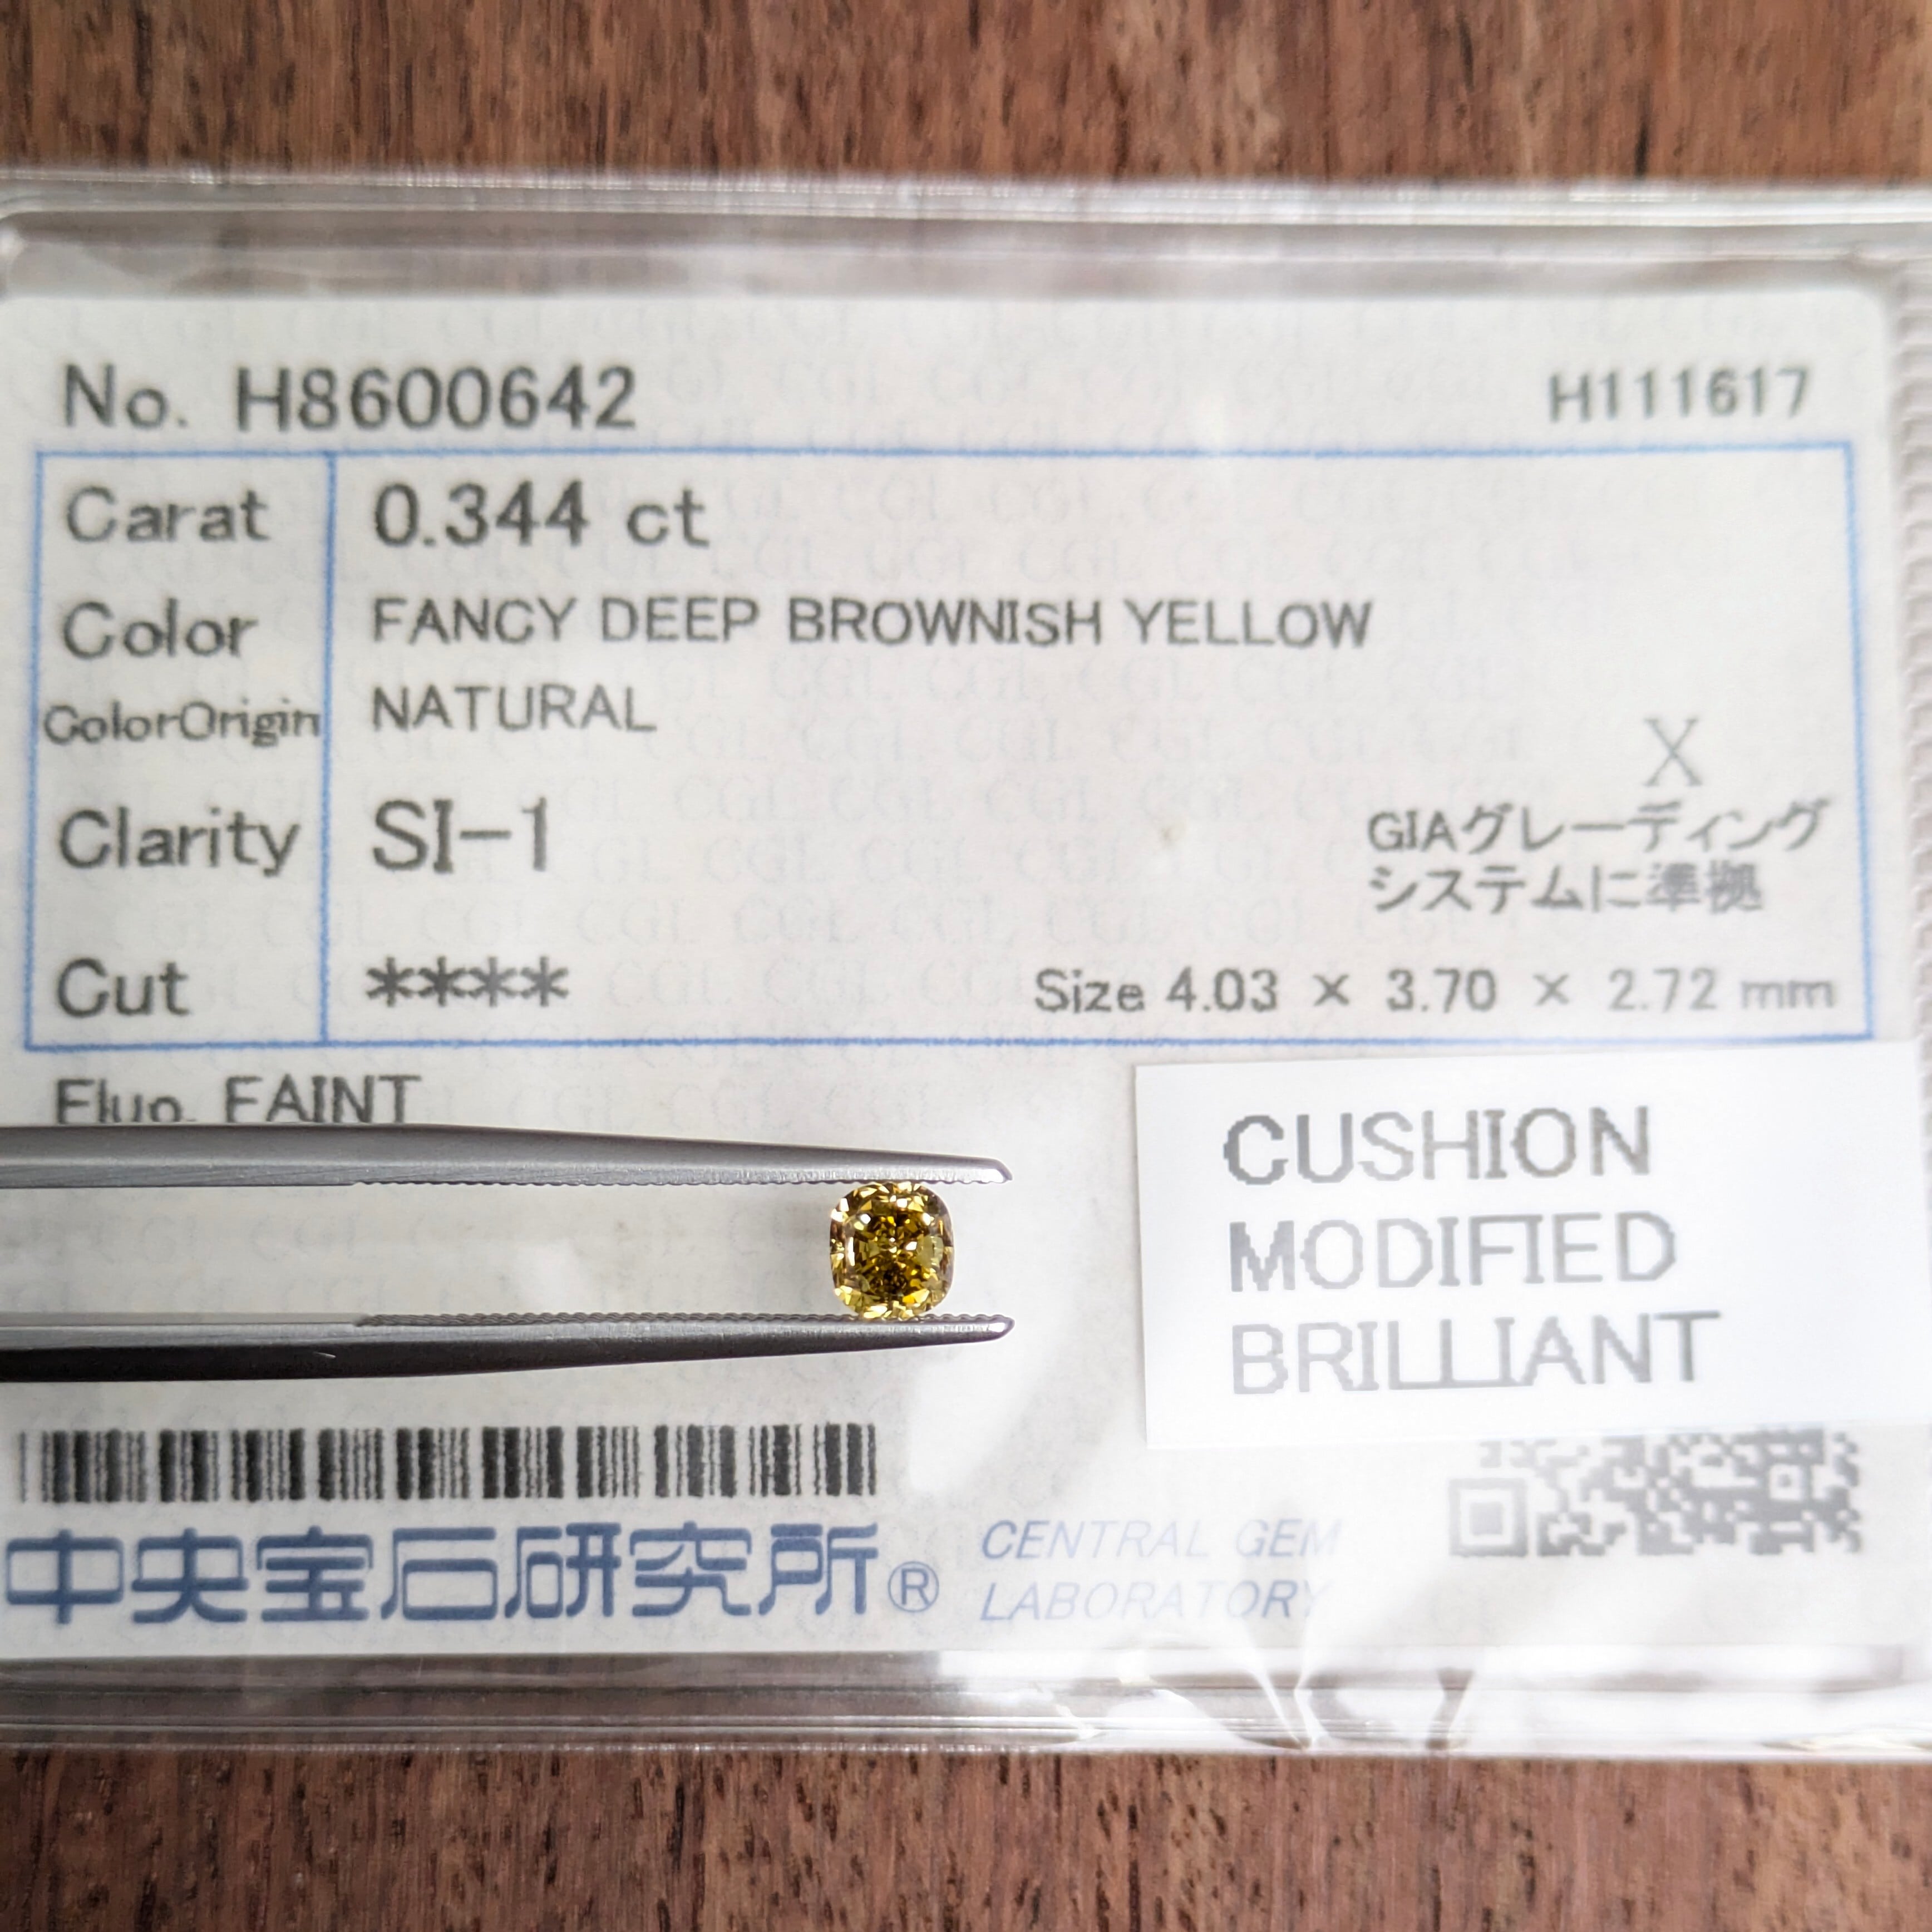 No. H8600642
H111617
Carat 0.344 ct
Color FANCY DEEP BROWNISH YELLOW
ColorOrigin NATURAL
X
Clarity SI-1
GIAグレーディング
システムに準拠
Cut ****
Size 4.03 × 3.70 × 2.72 mm
Fluo. FAINT
CUSHION
MODIFIED
BRILLIANT
中央宝石研究所®
CENTRAL GEM
LABORATORY